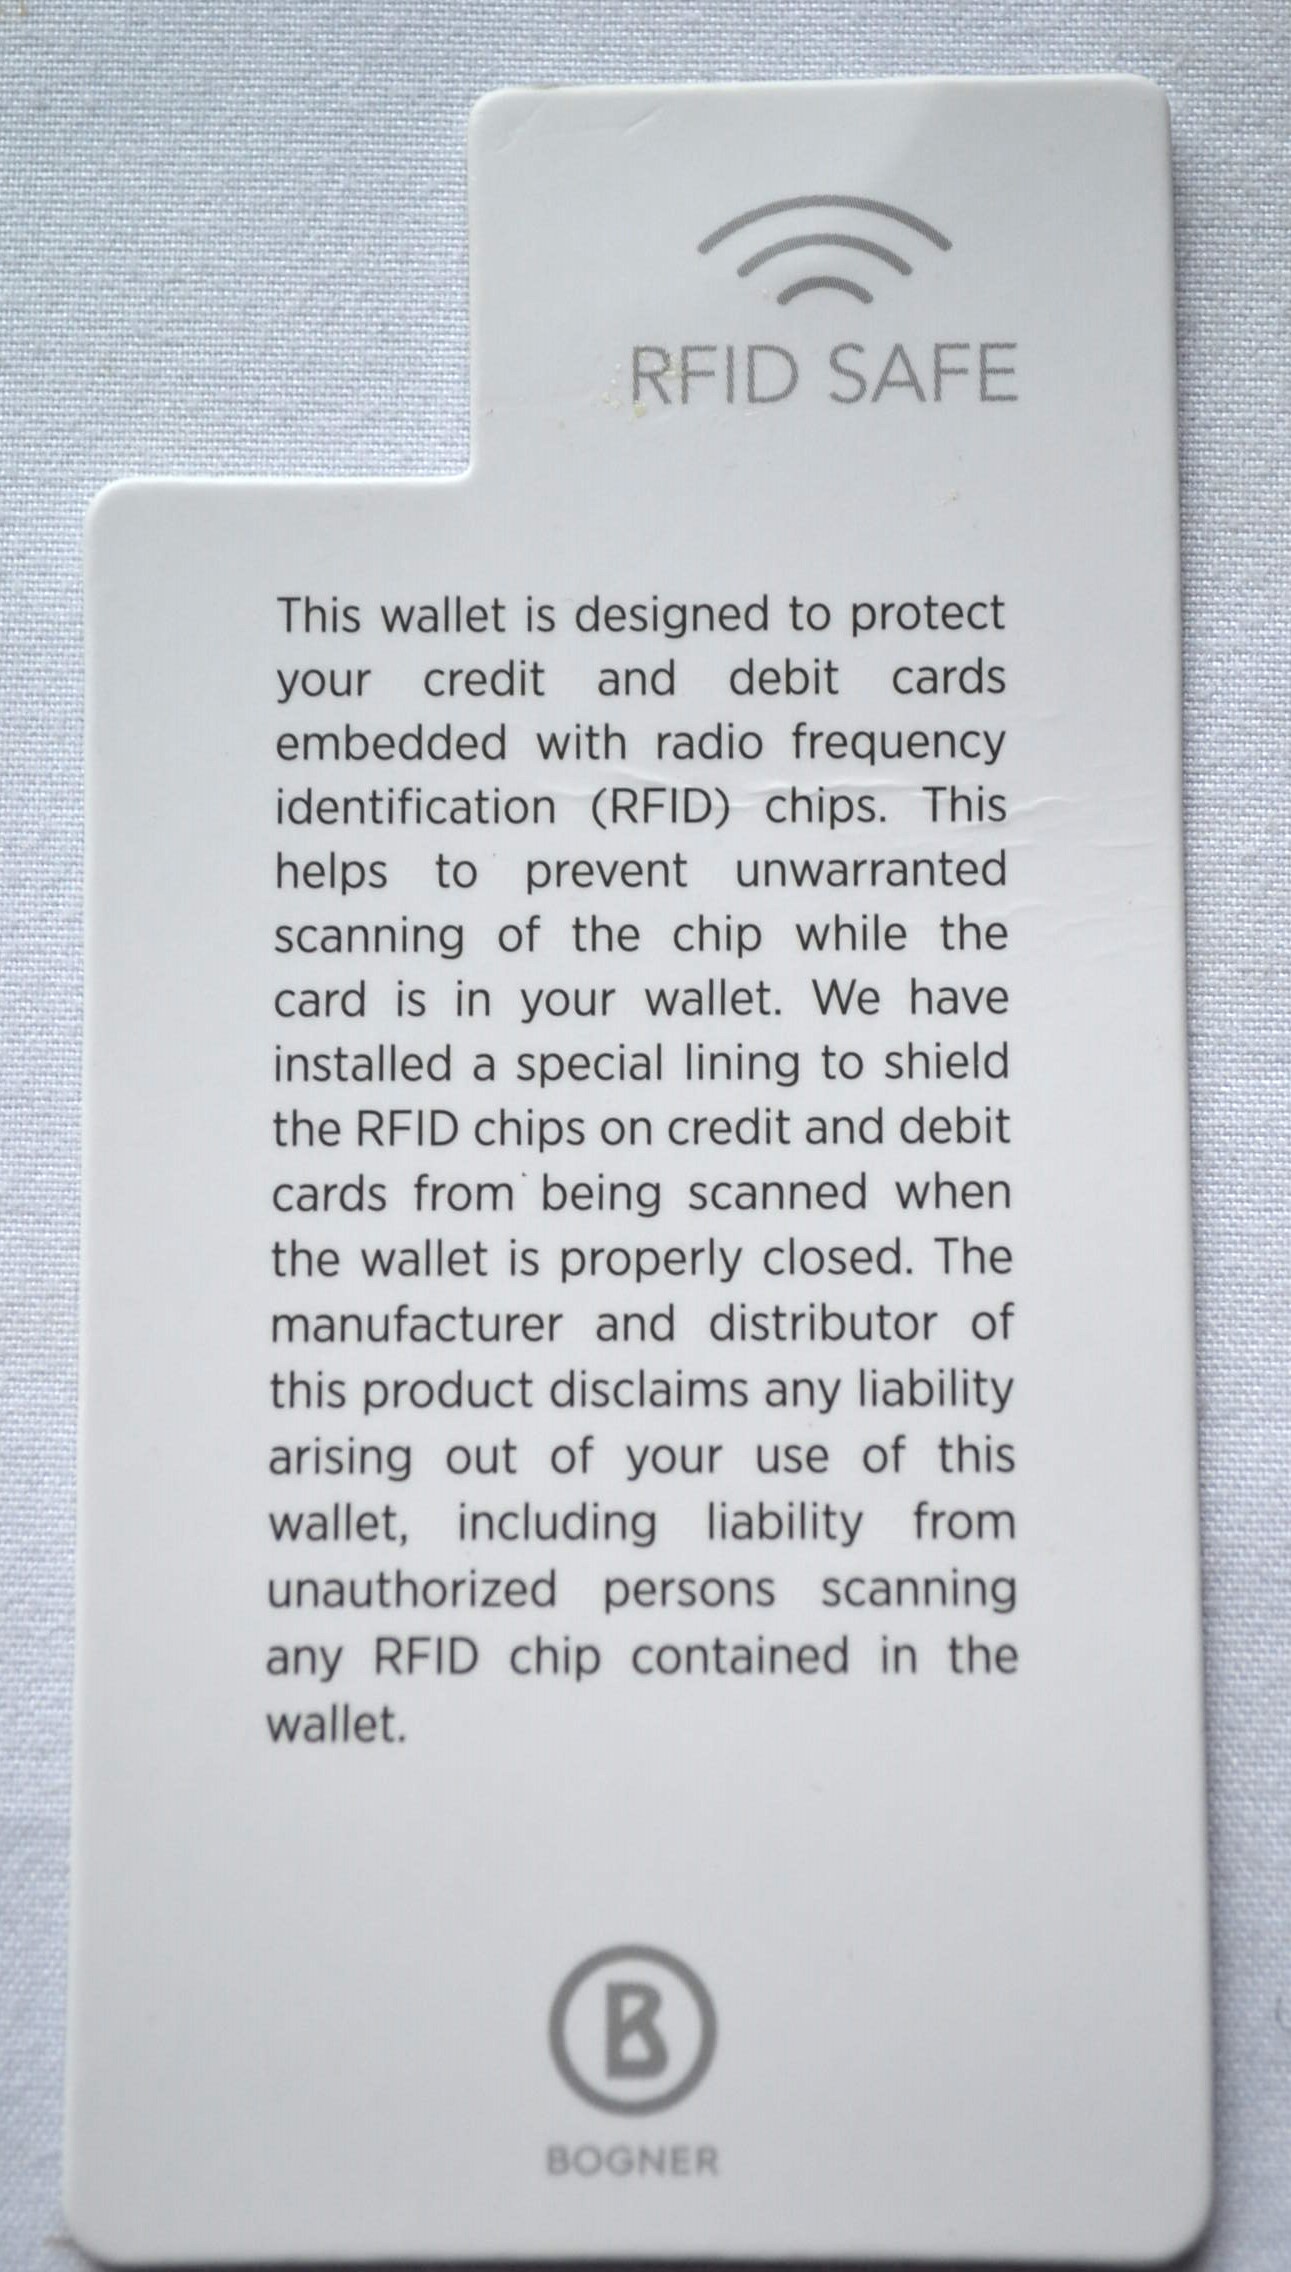 RFID SAFE
This wallet is designed to protect
your credit and debit cards
embedded with radio frequency
identification (RFID) chips. This
helps to prevent unwarranted
scanning of the chip while the
card is in your wallet. We have
installed a special lining to shield
the RFID chips on credit and debit
cards from being scanned when
the wallet is properly closed. The
manufacturer and distributor of
this product disclaims any liability
arising out of your use of this
wallet, including liability from
unauthorized persons scanning
any RFID chip contained in the
wallet.
B
BOGNER